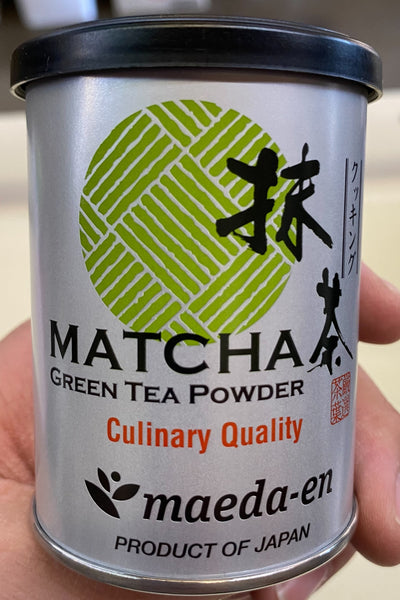 抹茶
クッキング
MATCHA
GREEN TEA POWDER
Culinary Quality
maeda-en
PRODUCT OF JAPAN